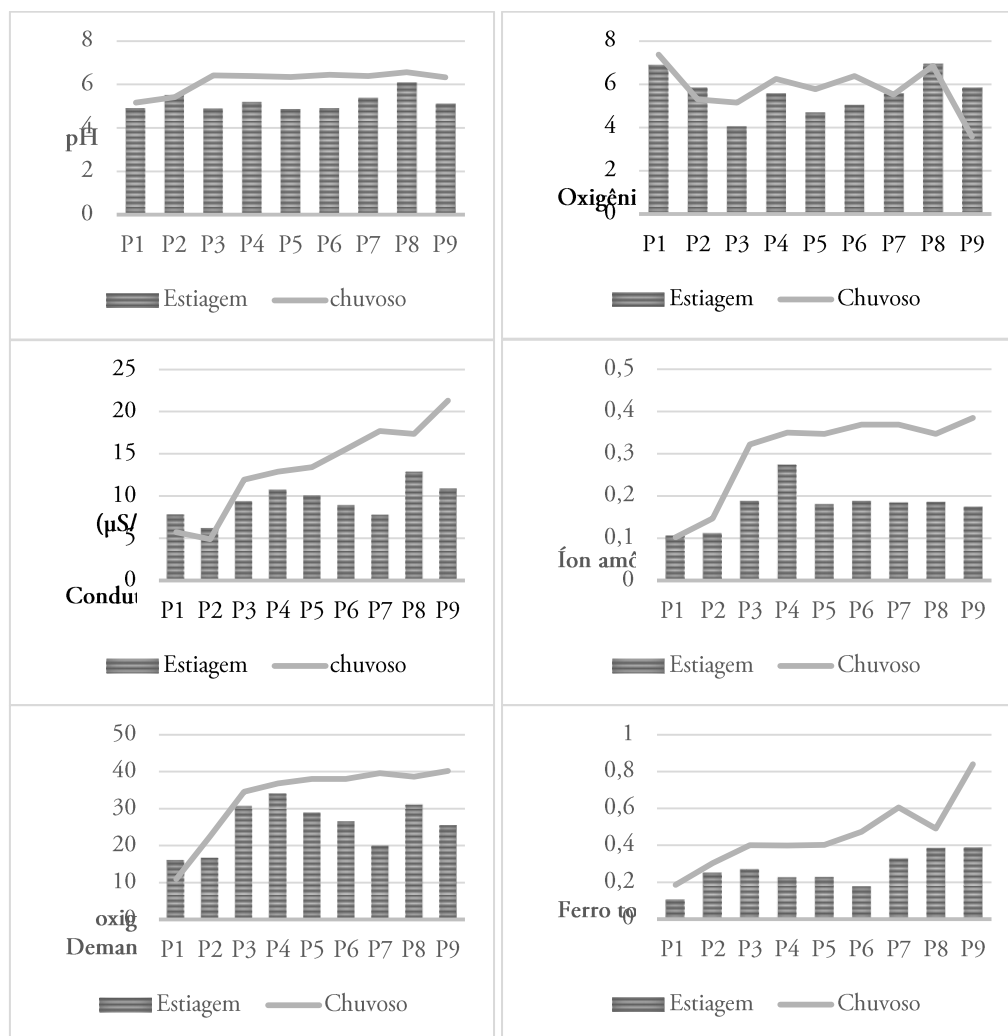 8
6
4
pH
2
0
P1 P2 P3 P4 P5 P6 P7 P8 P9
Estiagem chuvoso
8
6
4
2
Oxigêni
0
P1 P2 P3 P4 P5 P6 P7 P8 P9
Estiagem Chuvoso
25
20
15
10
(µS/
5
0
Condut
P1 P2 P3 P4 P5 P6 P7 P8 P9
Estiagem chuvoso
0,5
0,4
0,3
0,2
0,1
Íon amô
0
P1 P2 P3 P4 P5 P6 P7 P8 P9
Estiagem Chuvoso
50
40
30
20
10
0
oxig
Deman
P1 P2 P3 P4 P5 P6 P7 P8 P9
Estiagem Chuvoso
1
0,8
0,6
0,4
0,2
Ferro to
0
P1 P2 P3 P4 P5 P6 P7 P8 P9
Estiagem Chuvoso